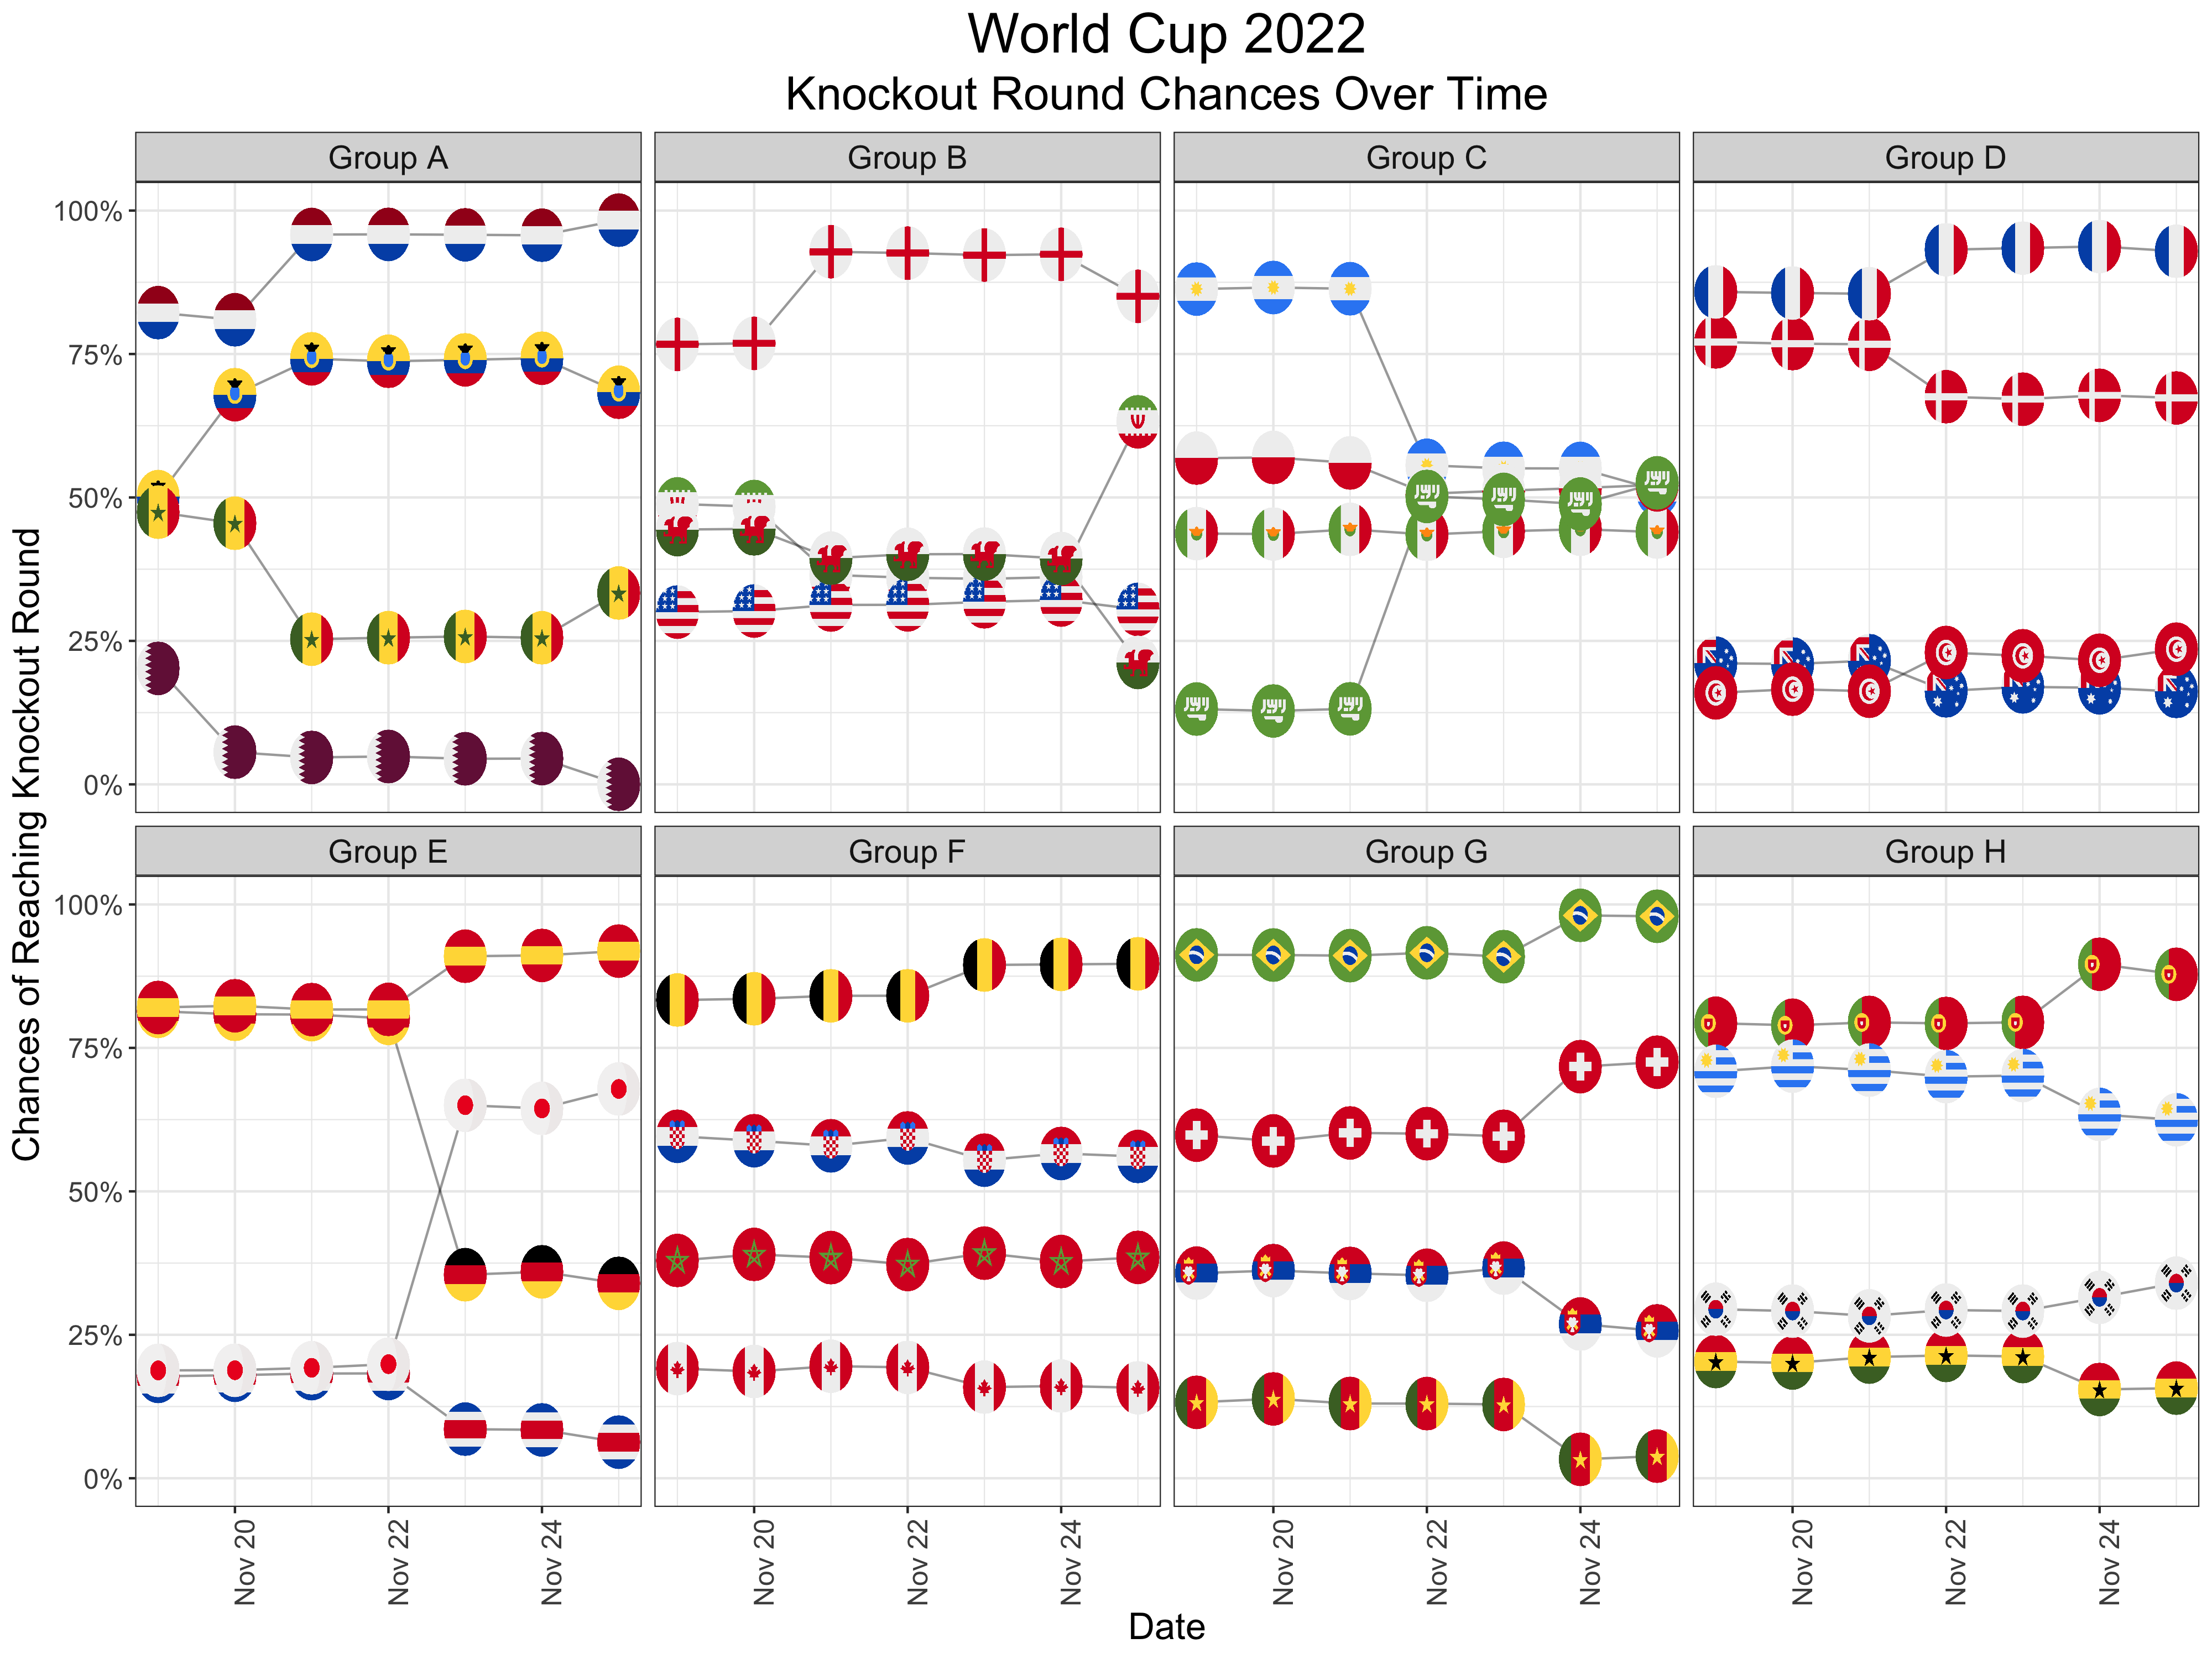 World Cup 2022
Knockout Round Chances Over Time
Chances of Reaching Knockout Round
Group A
Group B
Group C
Group D
100%
75%
50%
25%
0%
Group E
Group F
Group G
Group H
100%
75%
50%
25%
0%
Nov 20
Nov 22
Nov 24
Nov 20
Nov 22
Nov 24
Nov 20
Nov 22
Nov 24
Nov 20
Nov 22
Nov 24
Date